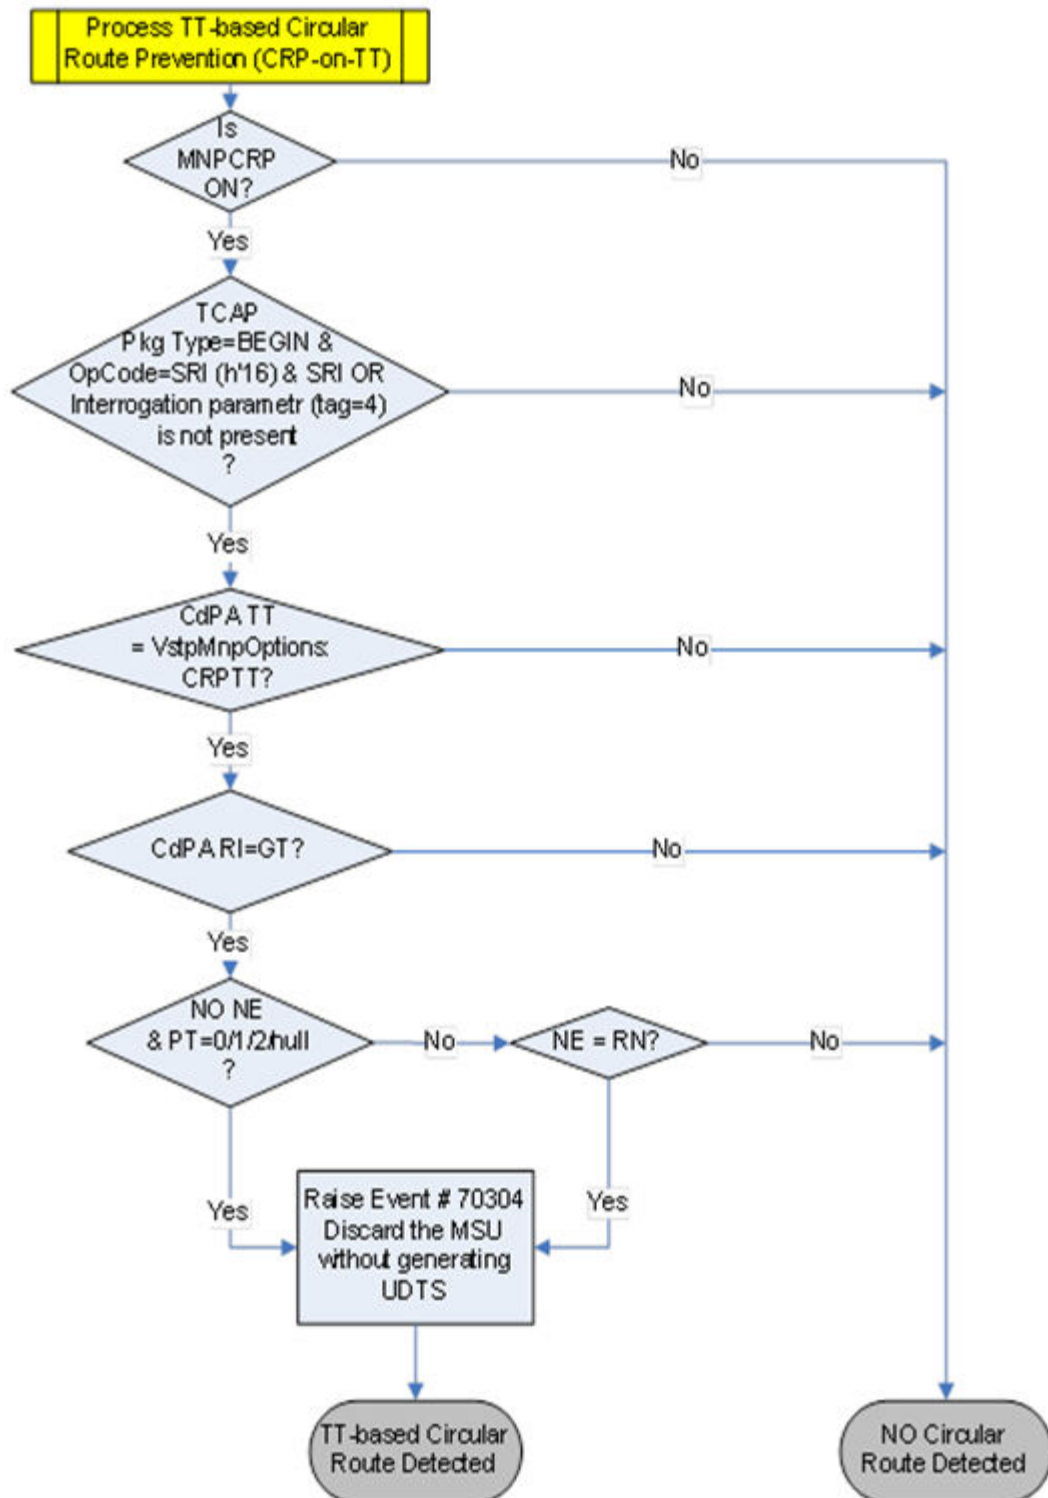 Process TT-based Circular
Route Prevention (CRP-on-TT)
Is
MNPCRP
ON?
No
Yes
TCAP
Pkg Type=BEGIN &
OpCode=SRI (h'16) & SRI OR
Interrogation parametr (tag=4)
is not present
?
No
Yes
CdPA TT
= VstpMnpOptions:
CRPTT?
No
Yes
CdPA RI=GT?
No
Yes
NO NE
& PT=0/1/2/null
?
No
NE = RN?
No
Yes
Raise Event # 70304
Discard the MSU
without generating
UDTS
Yes
TT-based Circular
Route Detected
NO Circular
Route Detected